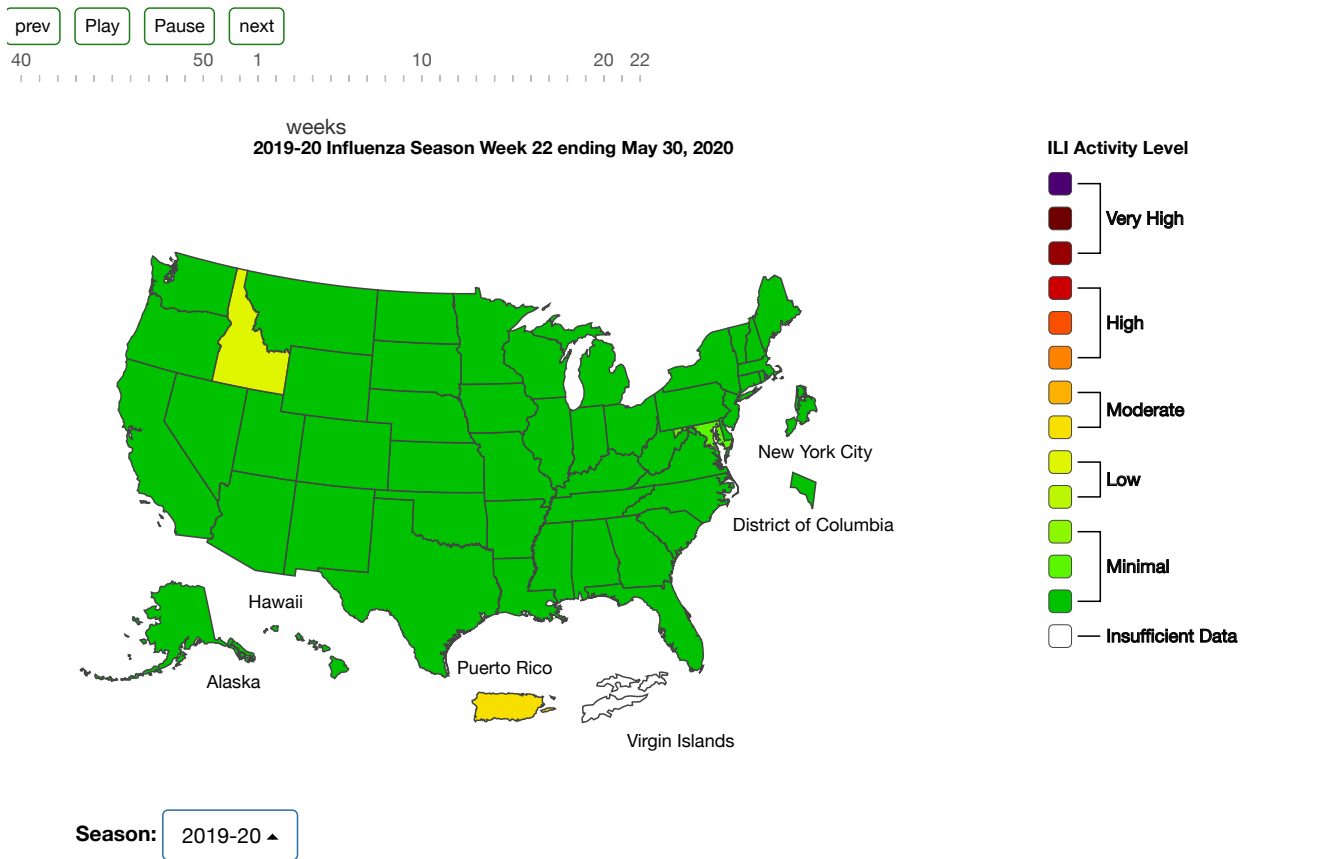 prev Play Pause next
40 50 1 10 20 22
weeks
2019-20 Influenza Season Week 22 ending May 30, 2020
ILI Activity Level
Very High
High
Moderate
Low
Minimal
Insufficient Data
New York City
District of Columbia
Hawaii
Alaska
Puerto Rico
Virgin Islands
Season: 2019-20